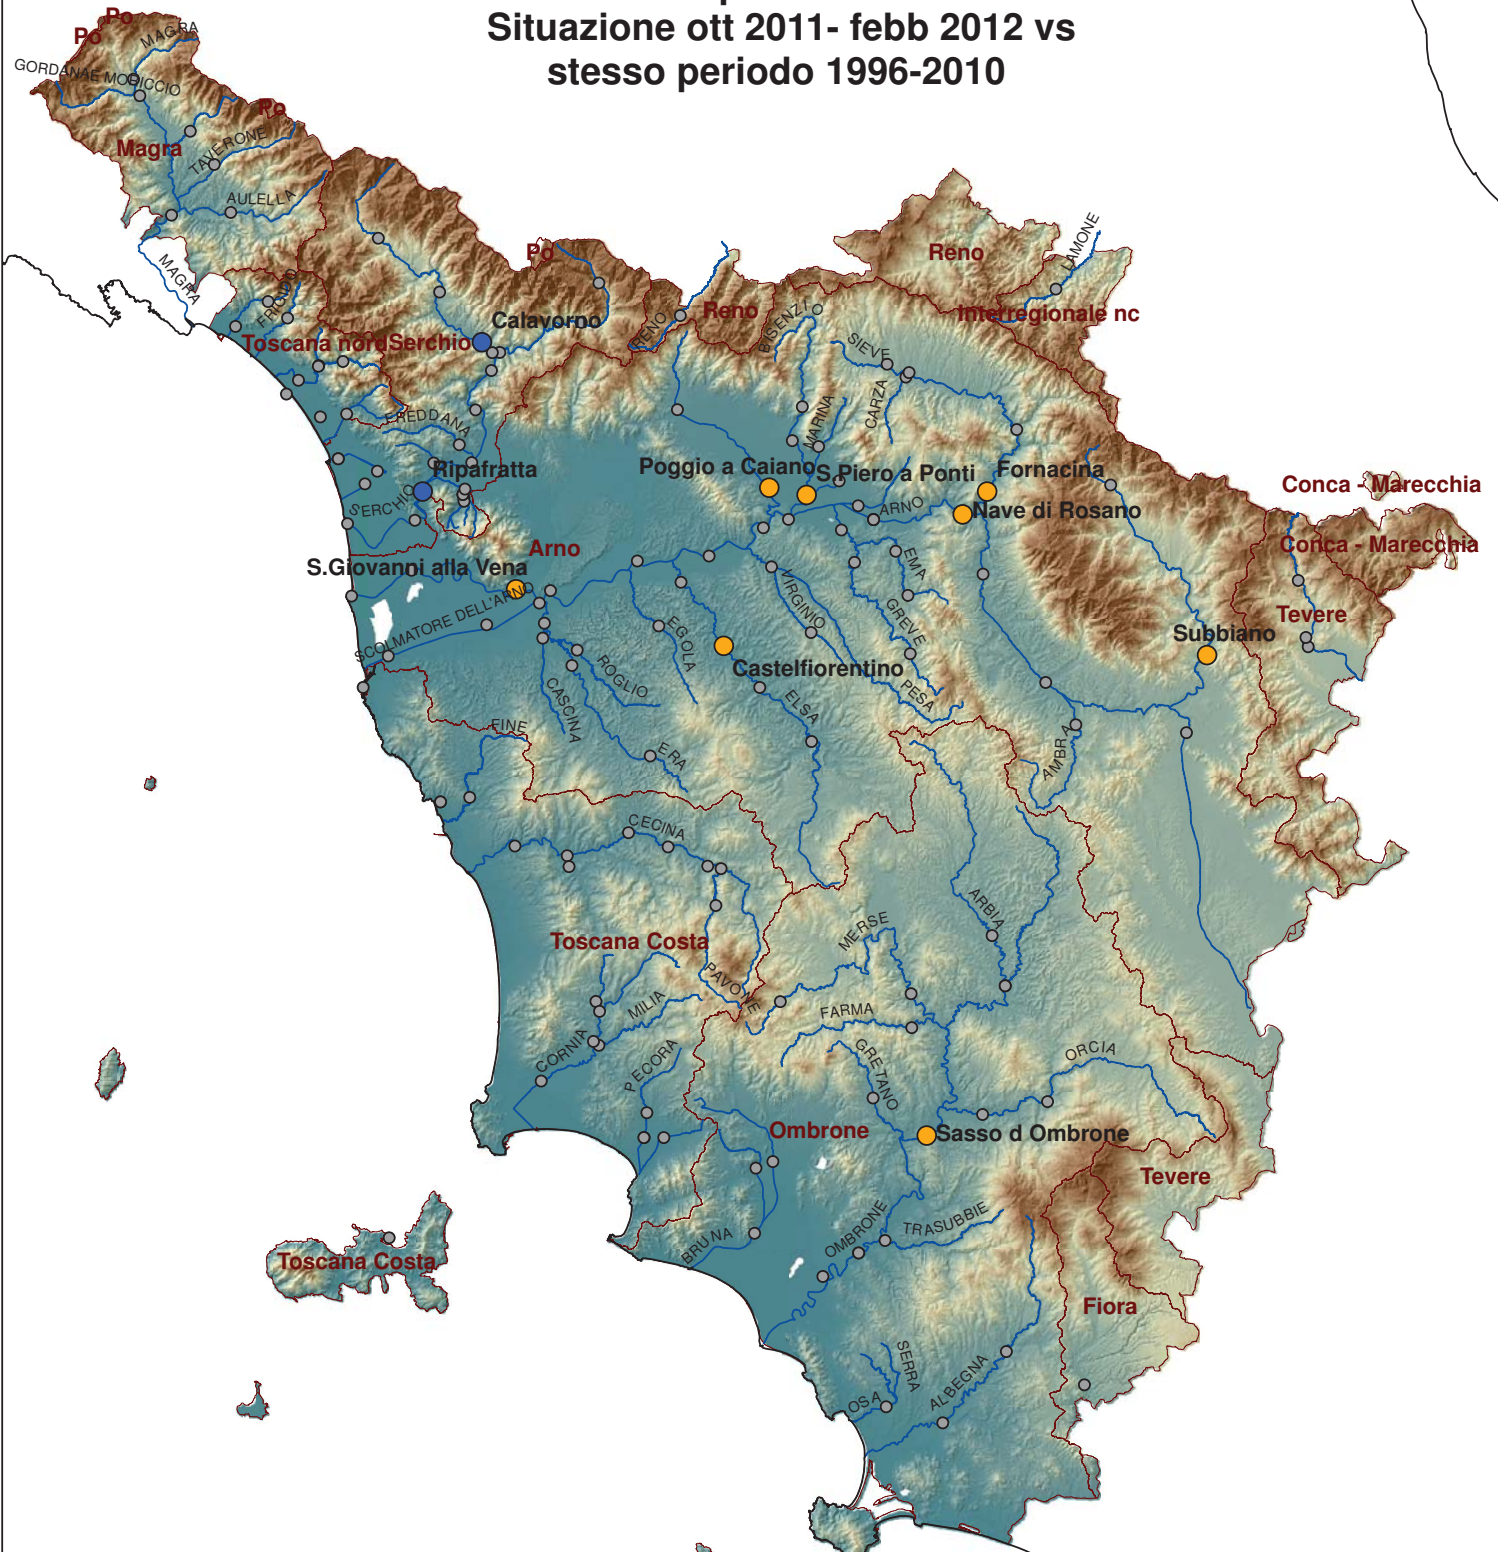 Situazione ott 2011- febb 2012 vs
stesso periodo 1996-2010
Po
Po
MAGRA
GORDANA
E MORICCIO
Po
Magra
TAVERONE
AULELLA
MAGRA
Po
Reno
LAMONE
Interregionale nc
Reno
RENO
BISENZIO
FRIGIDO
Calavorno
Toscana nord
Serchio
SIEVE
CARZA
MARINA
FREDDANA
Ripafratta
Poggio a Caiano
S.Piero a Ponti
Fornacina
Conca - Marecchia
SERCHIO
ARNO
Nave di Rosano
Conca - Marecchia
Arno
S.Giovanni alla Vena
EMA
VIRGINIO
GREVE
SCOLMATORE DELL'ARNO
Tevere
Subbiano
EGOLA
Castelfiorentino
ROGLIO
CASCINA
ELSA
PESA
FINE
ERA
AMBRA
CECINA
ARBIA
MERSE
Toscana Costa
PAVONE
MILIA
FARMA
CORNIA
PECORA
GRETANO
ORCIA
Ombrone
Sasso d Ombrone
Tevere
OMBRONE
TRASUBBIE
BRUNA
Toscana Costa
Fiora
SERRA
ALBEGNA
OSA